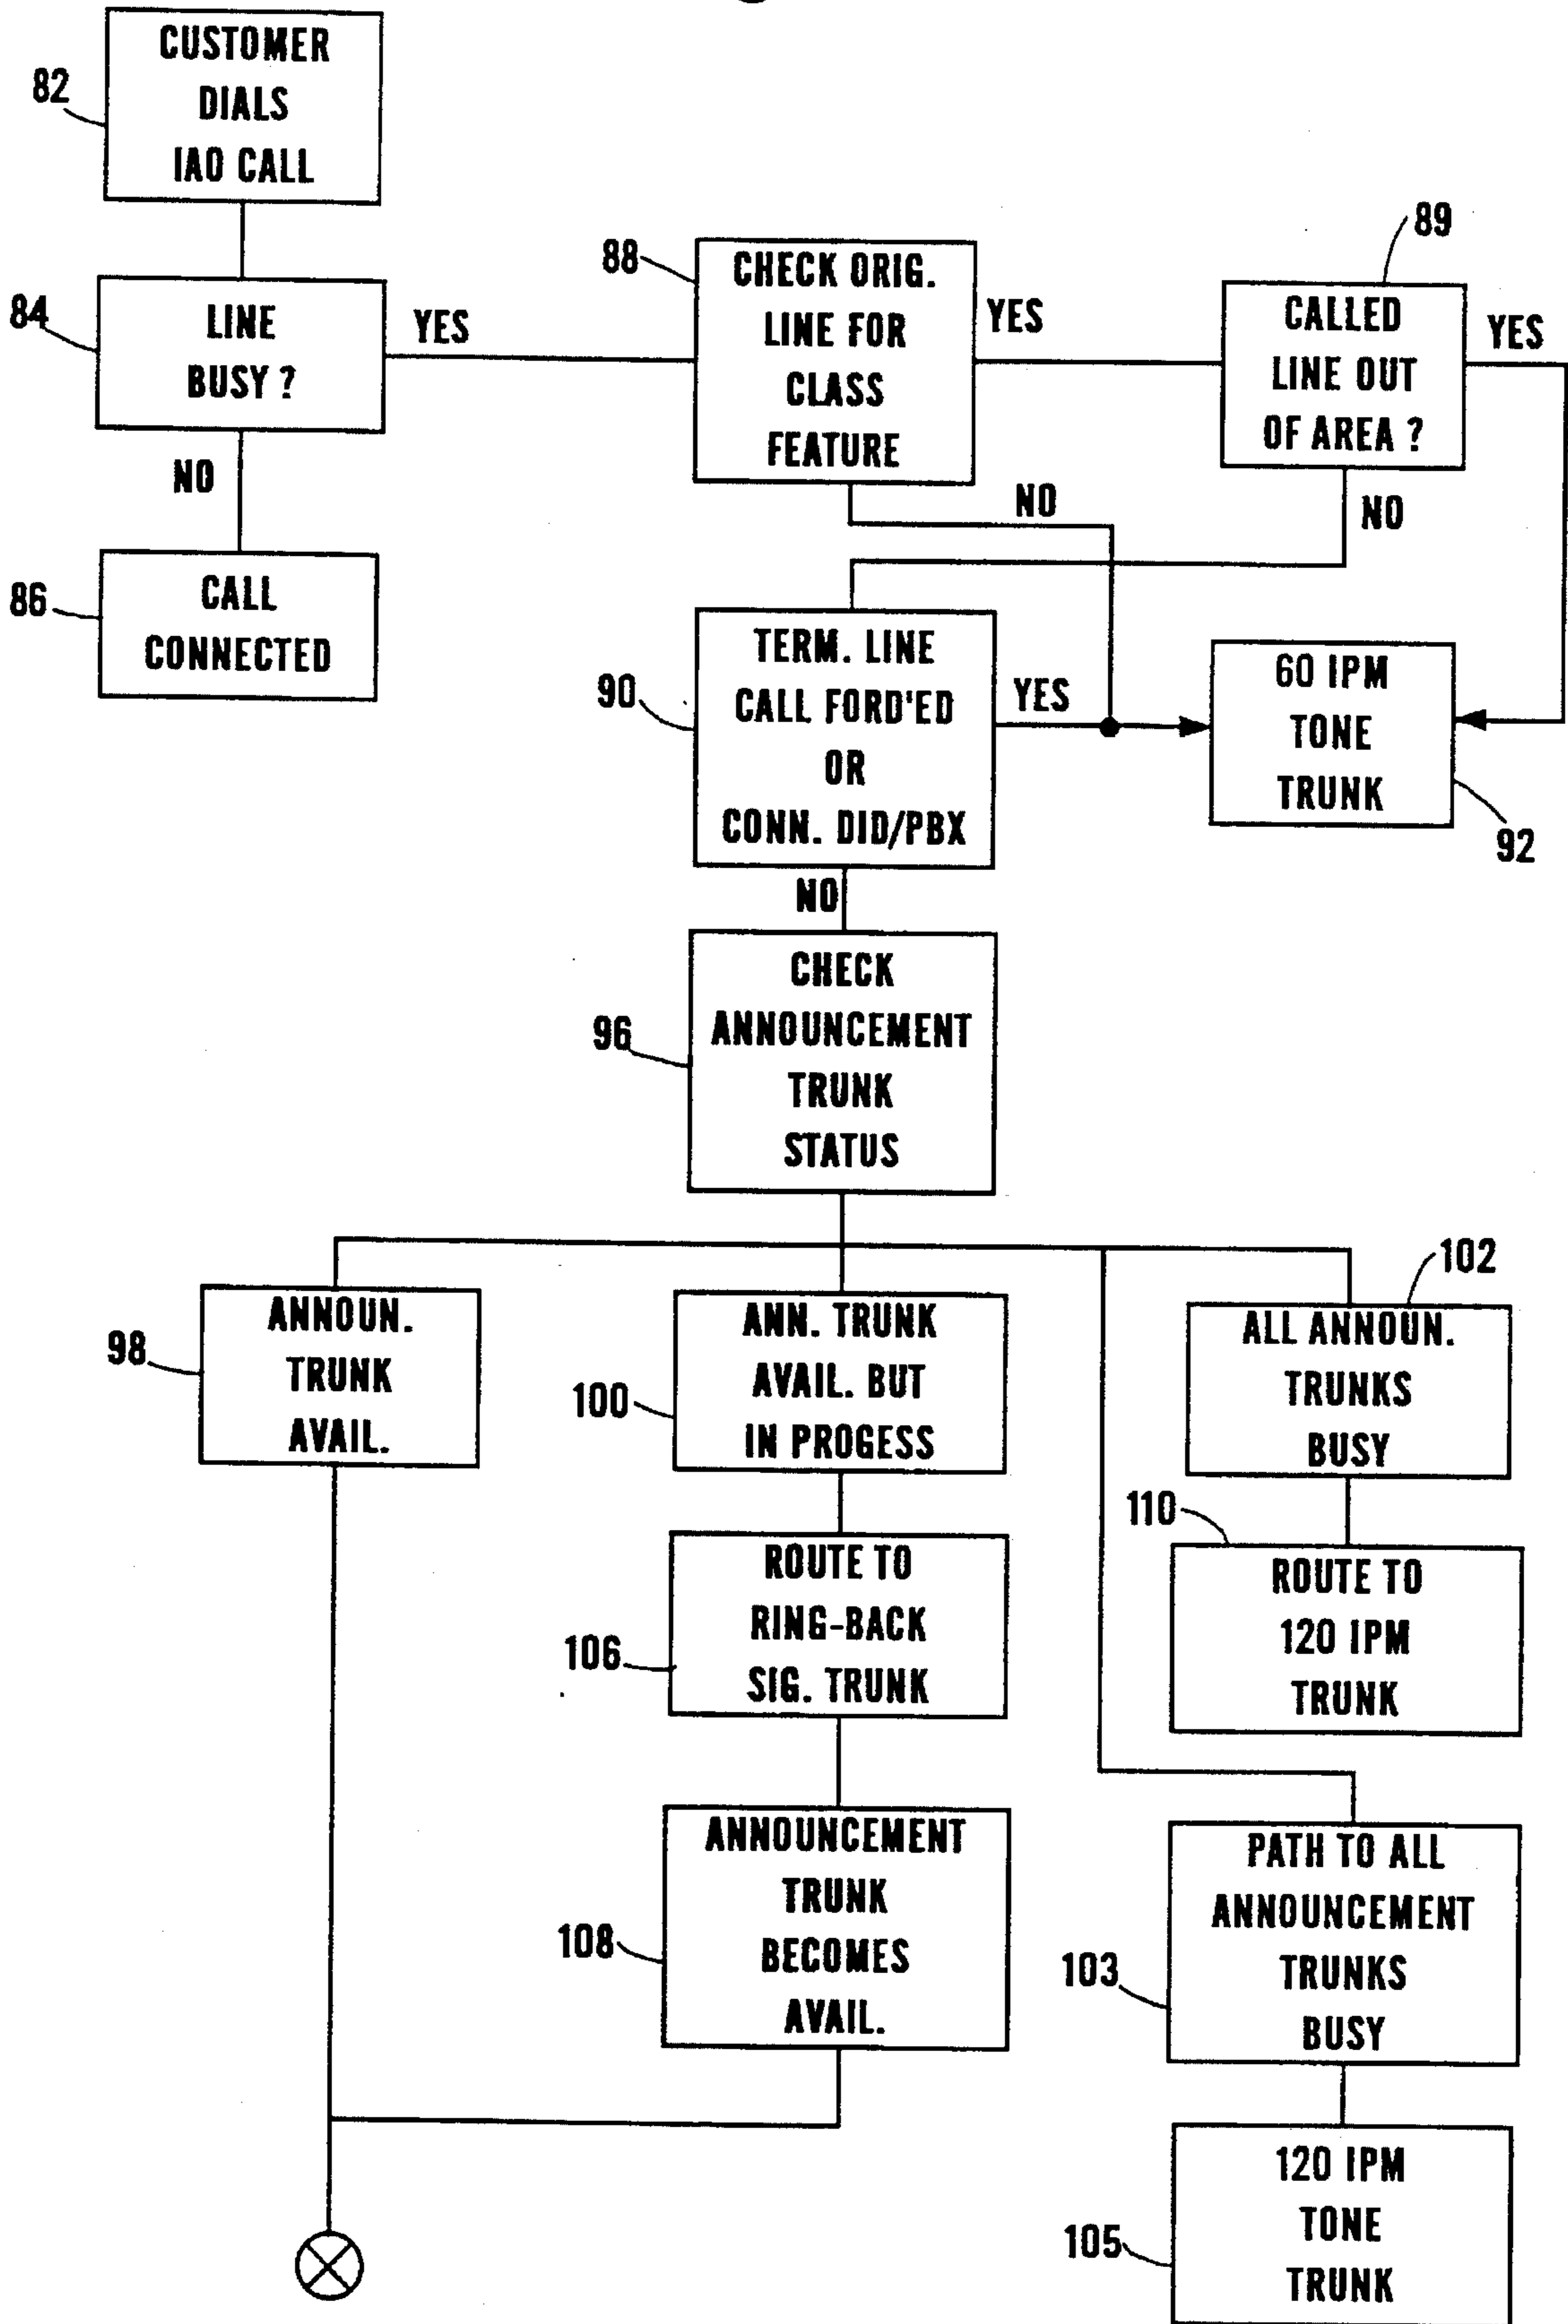 CUSTOMER
DIALS
IAO CALL
82
LINE
BUSY ?
84
YES
NO
CALL
CONNECTED
86
CHECK ORIG.
LINE FOR
CLASS
FEATURE
88
YES
NO
CALLED
LINE OUT
OF AREA ?
89
YES
NO
TERM. LINE
CALL FORD'ED
OR
CONN. DID/PBX
90
YES
NO
60 IPM
TONE
TRUNK
92
CHECK
ANNOUNCEMENT
TRUNK
STATUS
96
ANNOUN.
TRUNK
AVAIL.
98
ANN. TRUNK
AVAIL. BUT
IN PROGESS
100
ALL ANNOUN.
TRUNKS
BUSY
102
ROUTE TO
RING-BACK
SIG. TRUNK
106
ROUTE TO
120 IPM
TRUNK
110
ANNOUNCEMENT
TRUNK
BECOMES
AVAIL.
108
PATH TO ALL
ANNOUNCEMENT
TRUNKS
BUSY
103
120 IPM
TONE
TRUNK
105